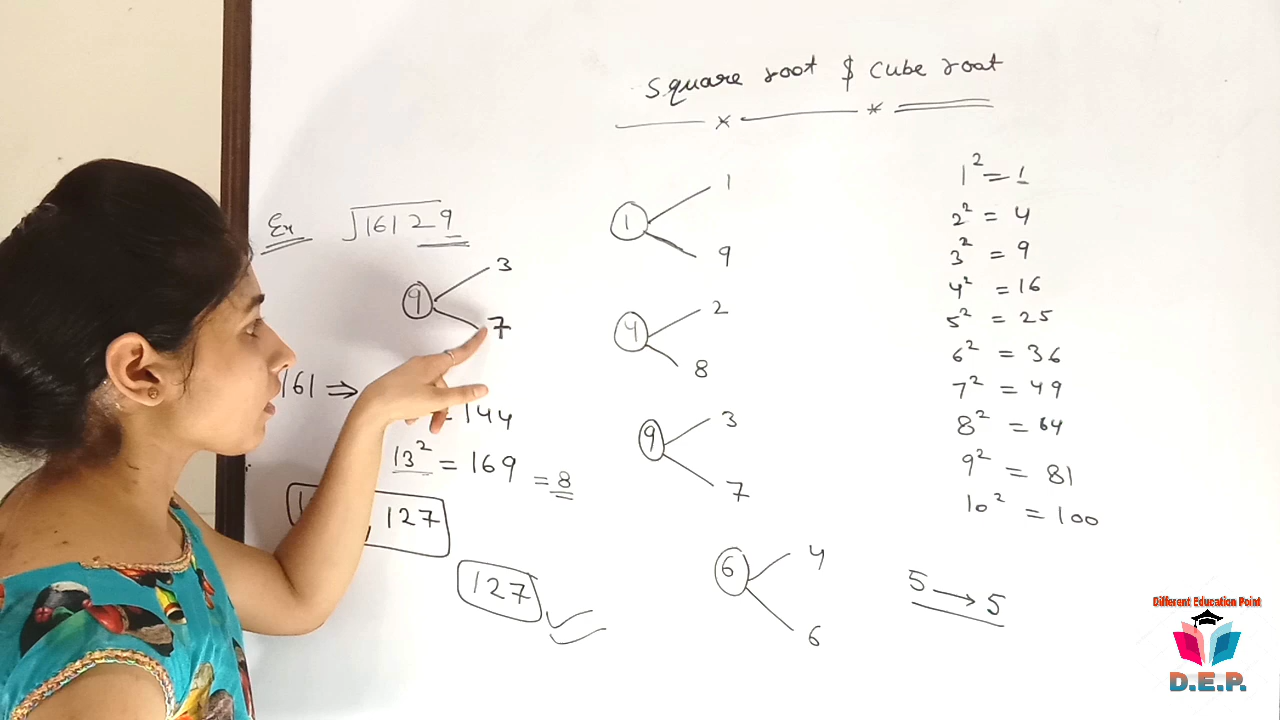 square root $ cube root
Ex √16129
9 3
7
161 ⇒
= 144
13² = 169 = 8
, 127
127
1 1
9
4 2
8
9 3
7
6 4
6
1² = 1
2² = 4
3² = 9
4² = 16
5² = 25
6² = 36
7² = 49
8² = 64
9² = 81
10² = 100
5 → 5
Different Education Point
D.E.P.